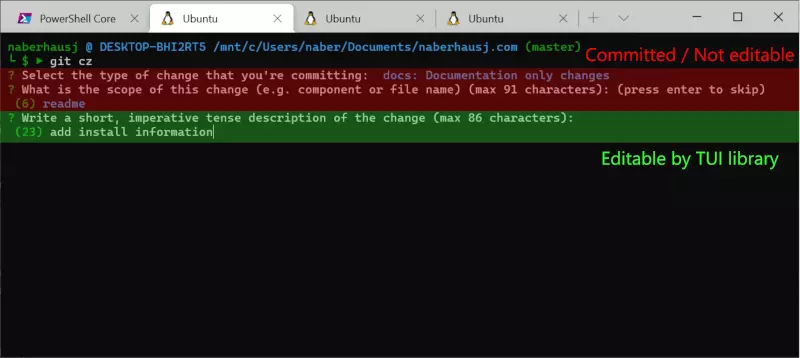 PowerShell Core
Ubuntu
Ubuntu
Ubuntu
naberhausj @ DESKTOP-BHI2RT5 /mnt/c/Users/naber/Documents/naberhausj.com (master)
Committed / Not editable
└ $ ▶ git cz
? Select the type of change that you're committing: docs: Documentation only changes
? What is the scope of this change (e.g. component or file name) (max 91 characters): (press enter to skip)
(6) readme
? Write a short, imperative tense description of the change (max 86 characters):
(23) add install information
Editable by TUI library